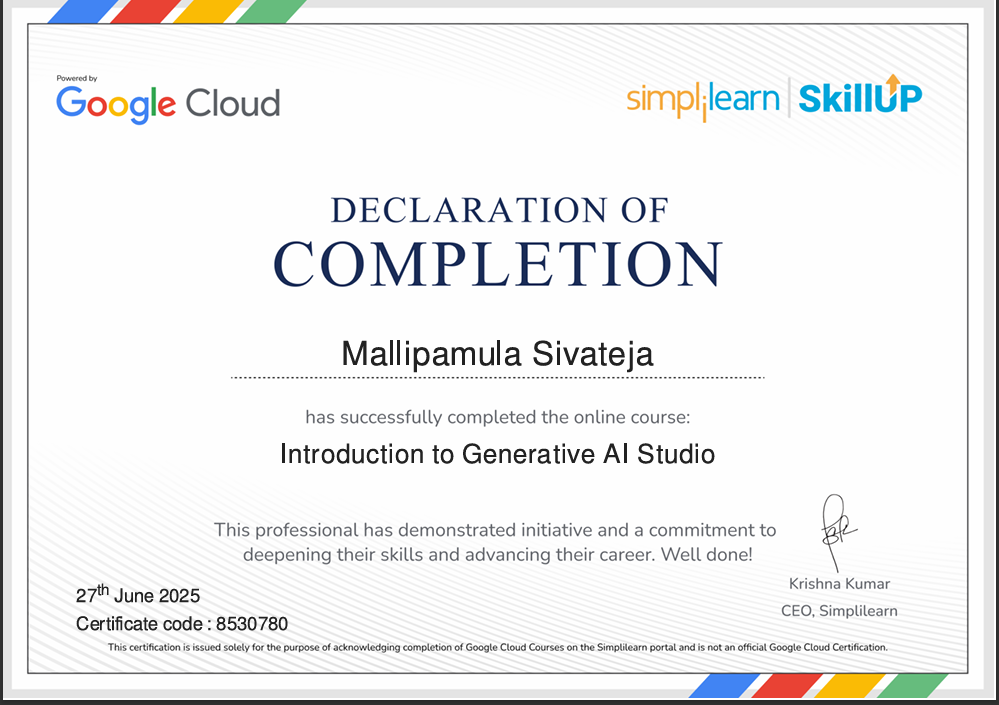 Powered by
Google Cloud
simplilearn | SkillUP
DECLARATION OF
COMPLETION
Mallipamula Sivateja
has successfully completed the online course:
Introduction to Generative AI Studio
This professional has demonstrated initiative and a commitment to
deepening their skills and advancing their career. Well done!
27th June 2025
Certificate code : 8530780
Krishna Kumar
CEO, Simplilearn
This certification is issued solely for the purpose of acknowledging completion of Google Cloud Courses on the Simplilearn portal and is not an official Google Cloud Certification.